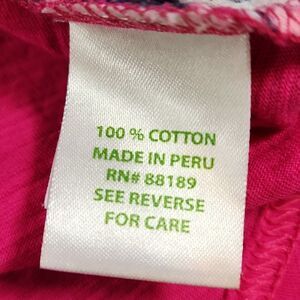 100 % COTTON
MADE IN PERU
RN# 88189
SEE REVERSE
FOR CARE